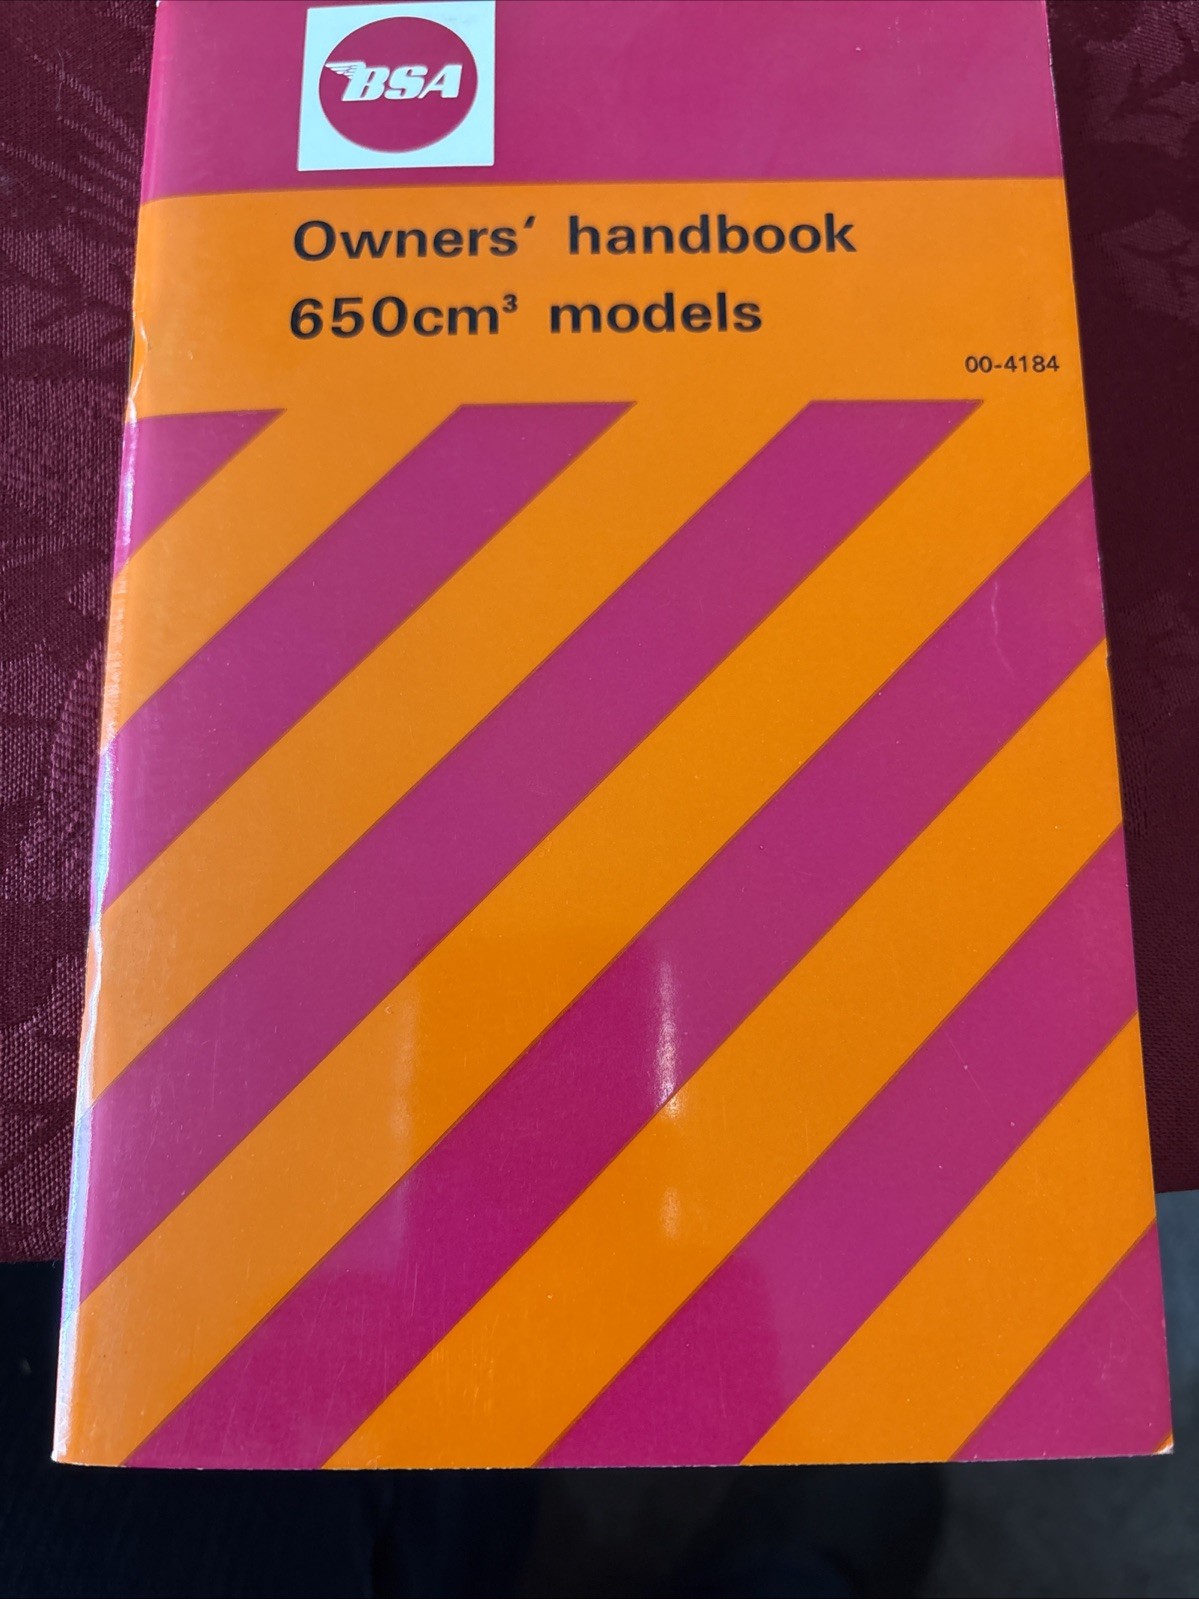 BSA
Owners‘ handbook
650cm³ models
00-4184